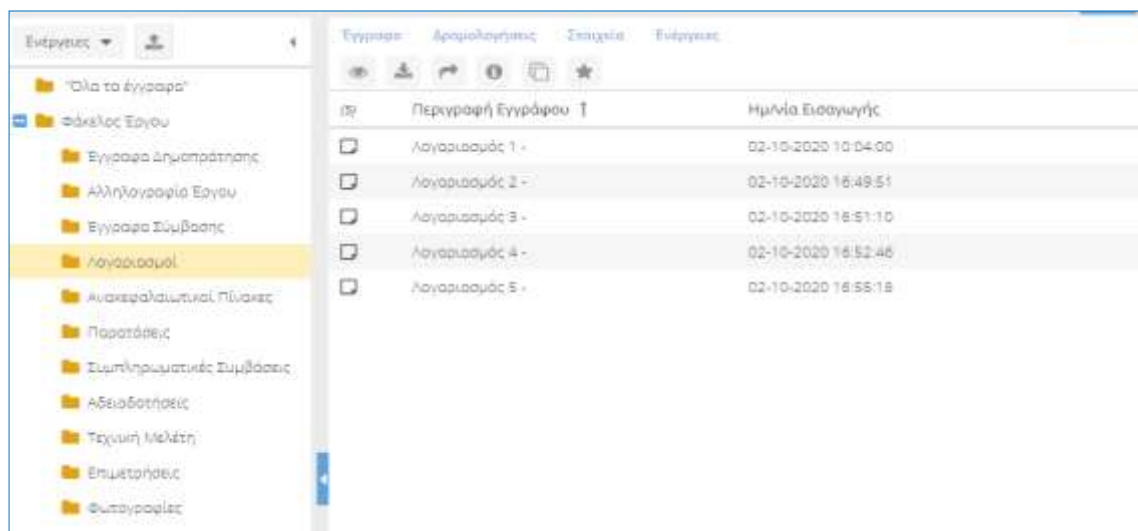 Ενέργειες
"Όλα τα έγγραφα"
Φάκελος Έργου
Έγγραφα Δημοπράτησης
Αλληλογραφία Έργου
Έγγραφα Σύμβασης
Λογαριασμοί
Ανακεφαλαιωτικοί Πίνακες
Παρατάσεις
Συμπληρωματικές Συμβάσεις
Αδειοδοτήσεις
Τεχνική Μελέτη
Επιμετρήσεις
Φωτογραφίες
Έγγραφο Δρομολογήσεις Στοιχεία Ενέργειες
(5) Περιγραφή Εγγράφου ↑ Ημ/νία Εισαγωγής
Λογαριασμός 1 - 02-10-2020 10:04:00
Λογαριασμός 2 - 02-10-2020 16:49:51
Λογαριασμός 3 - 02-10-2020 16:51:10
Λογαριασμός 4 - 02-10-2020 16:52:46
Λογαριασμός 5 - 02-10-2020 16:55:18